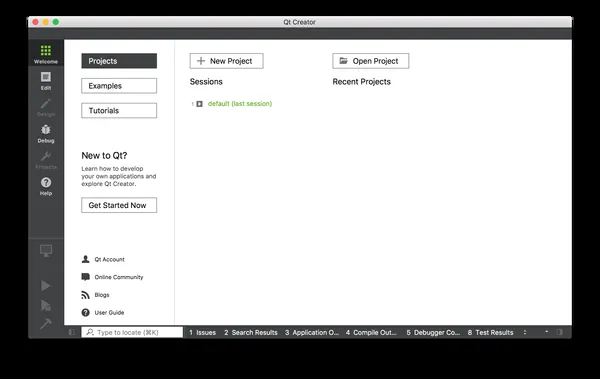 Qt Creator
Welcome
Edit
Design
Debug
Projects
Help
Projects
Examples
Tutorials
New to Qt?
Learn how to develop
your own applications and
explore Qt Creator.
Get Started Now
Qt Account
Online Community
Blogs
User Guide
New Project
Open Project
Sessions
Recent Projects
1 default (last session)
Type to locate (⌘K)
1 Issues
2 Search Results
3 Application O...
4 Compile Out...
5 Debugger Co...
8 Test Results